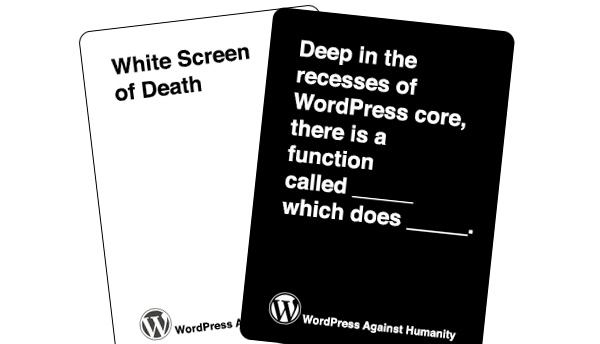 White Screen
of Death
WordPress A
Deep in the
recesses of
WordPress core,
there is a
function
called _____
which does _____.
WordPress Against Humanity